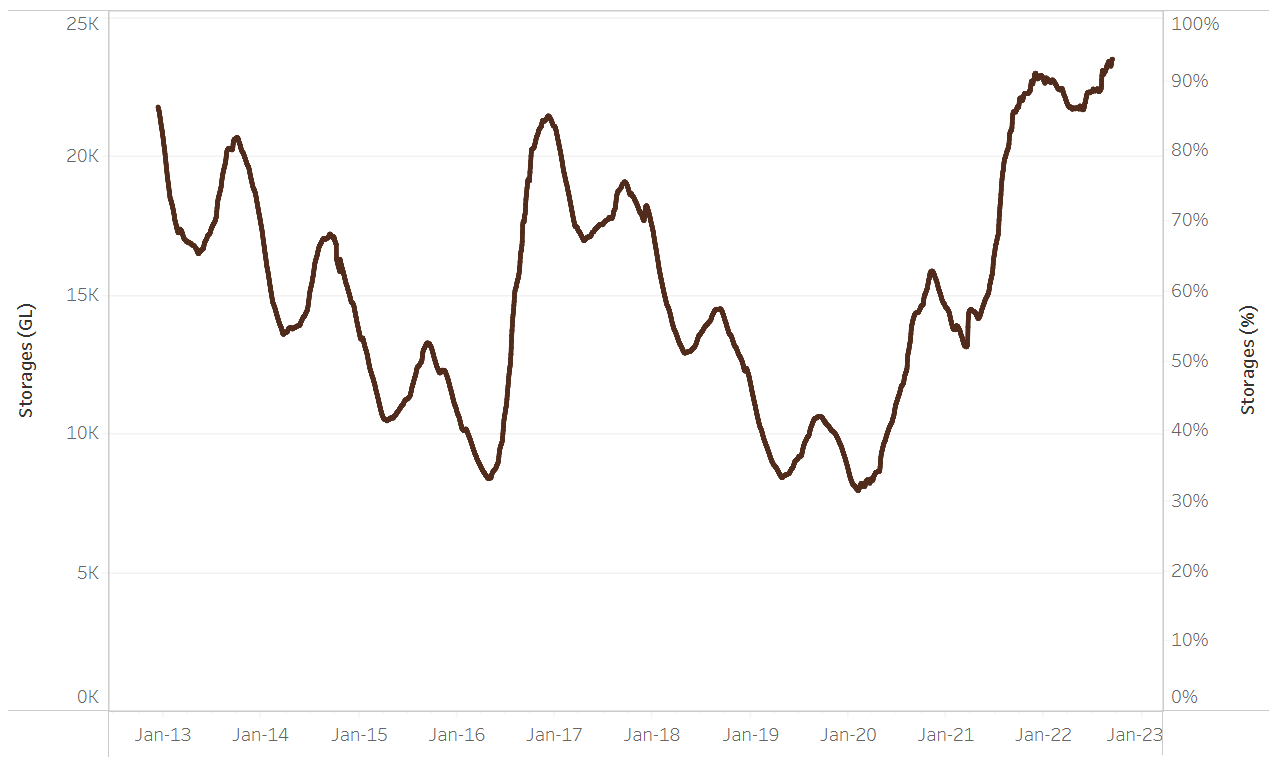 25K
20K
15K
10K
5K
0K
Storages (GL)
100%
90%
80%
70%
60%
50%
40%
30%
20%
10%
0%
Storages (%)
Jan-13 Jan-14 Jan-15 Jan-16 Jan-17 Jan-18 Jan-19 Jan-20 Jan-21 Jan-22 Jan-23